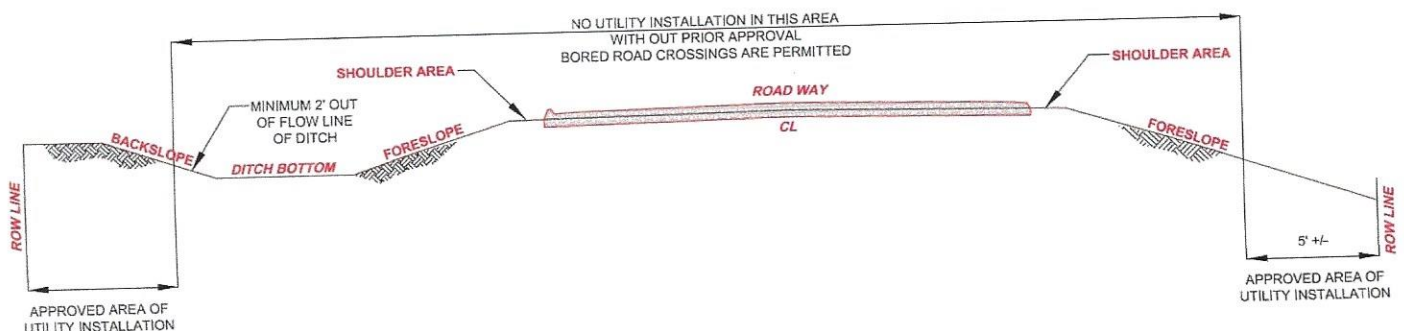 NO UTILITY INSTALLATION IN THIS AREA
WITH OUT PRIOR APPROVAL
BORED ROAD CROSSINGS ARE PERMITTED
SHOULDER AREA
SHOULDER AREA
ROAD WAY
CL
MINIMUM 2' OUT
OF FLOW LINE
OF DITCH
BACKSLOPE
DITCH BOTTOM
FORESLOPE
FORESLOPE
ROW LINE
ROW LINE
5' +/-
APPROVED AREA OF
UTILITY INSTALLATION
APPROVED AREA OF
UTILITY INSTALLATION